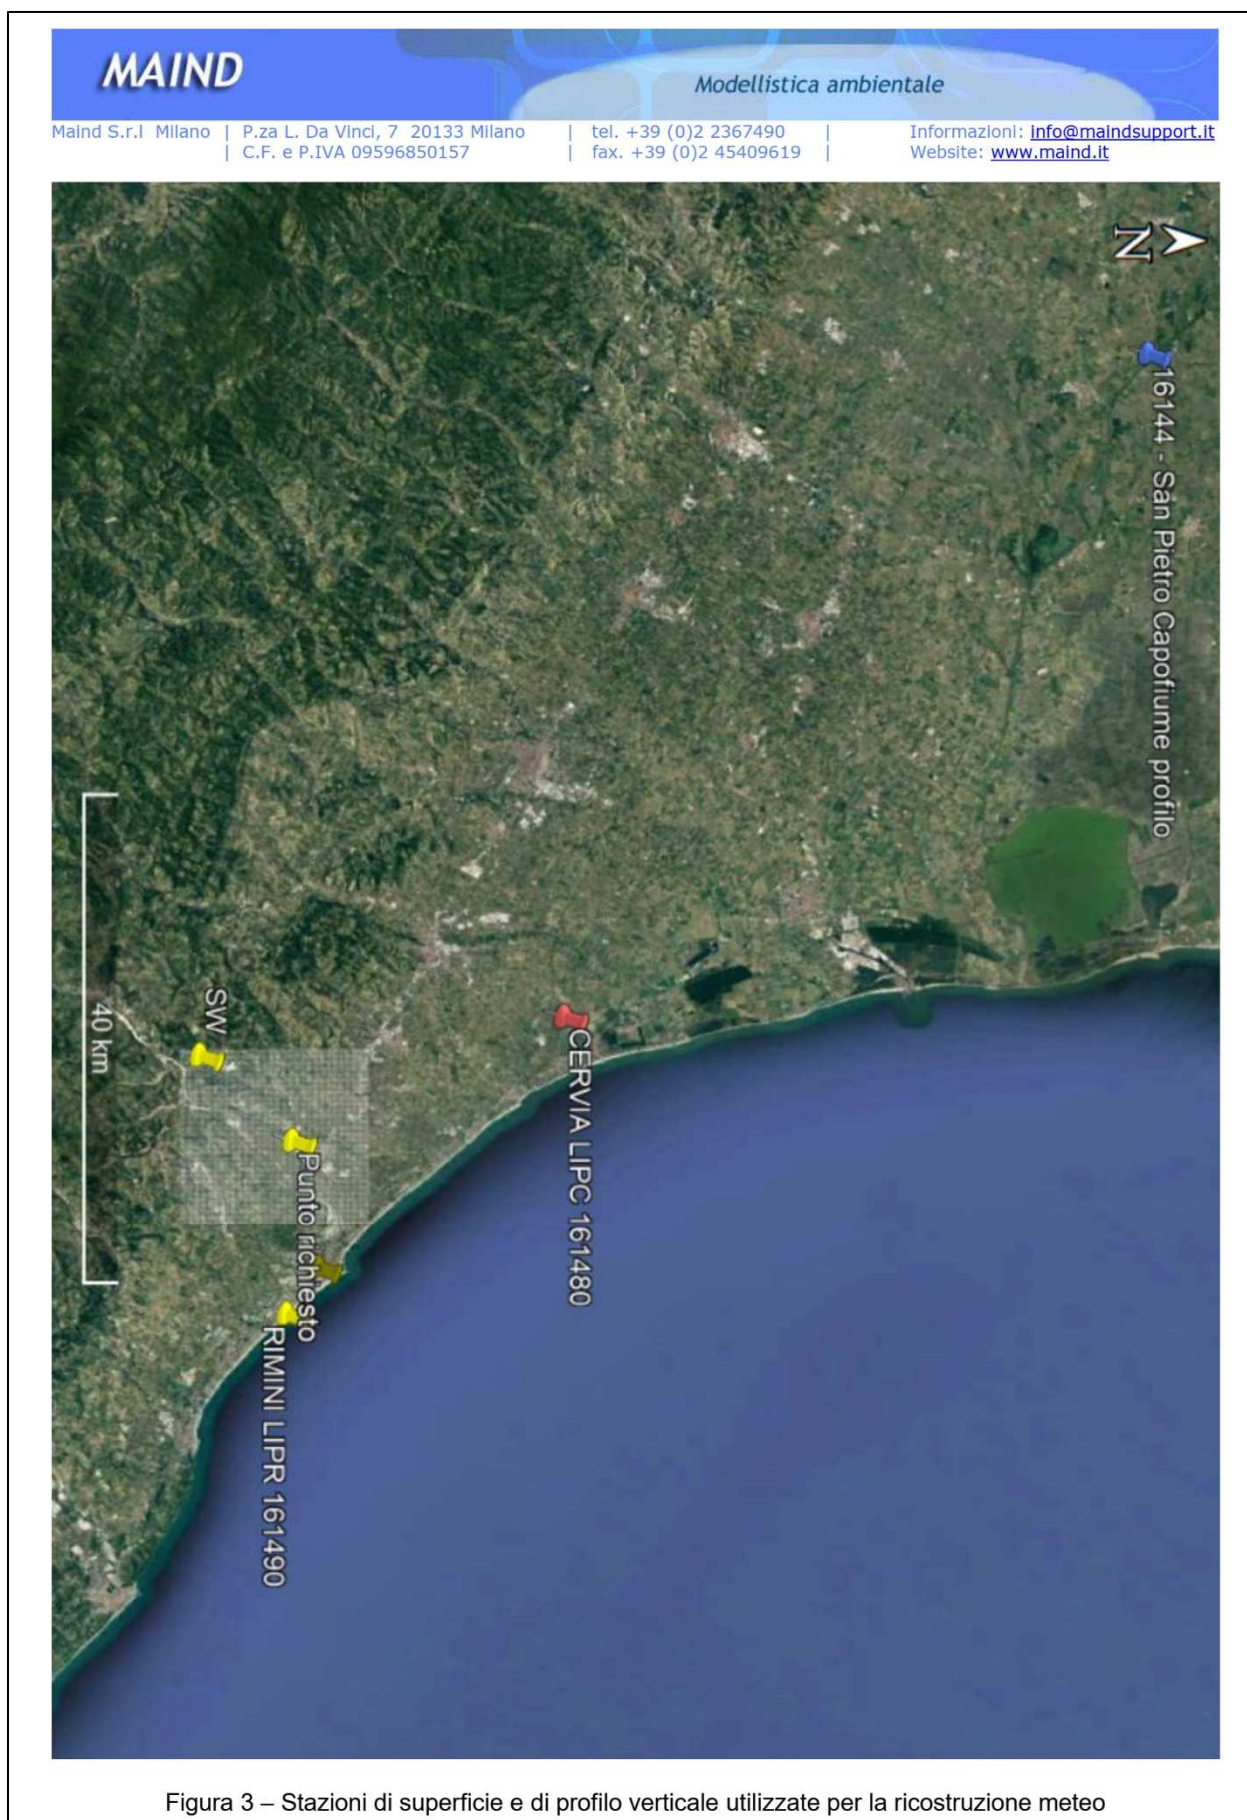 MAIND
Modellistica ambientale
Maind S.r.l Milano | P.za L. Da Vinci, 7 20133 Milano | tel. +39 (0)2 2367490 | Informazioni: info@maindsupport.it
| C.F. e P.IVA 09596850157 | fax. +39 (0)2 45409619 | Website: www.maind.it
N
16144 - San Pietro Capofiume profilo
CERVIA LIPC 161480
SW
40 km
Punto richiesto
RIMINI LIPR 161490
Figura 3 – Stazioni di superficie e di profilo verticale utilizzate per la ricostruzione meteo